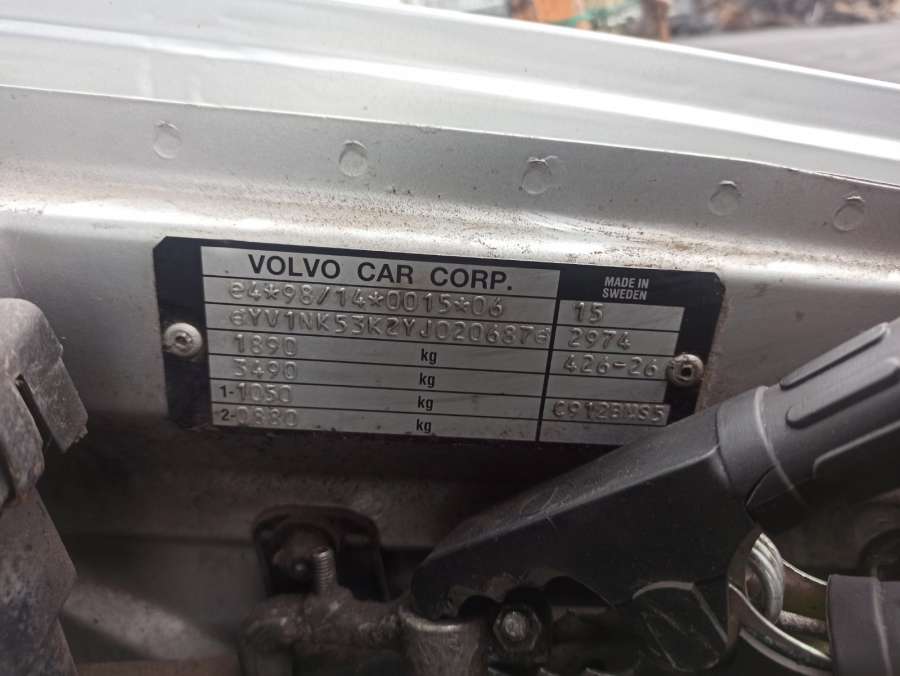 VOLVO CAR CORP.
MADE IN
SWEDEN
e4*98/14*0015*06
15
YV1NK53K2YJ020687
2974
1890 kg
426-26
3490 kg
1-1050 kg
2-0880 kg